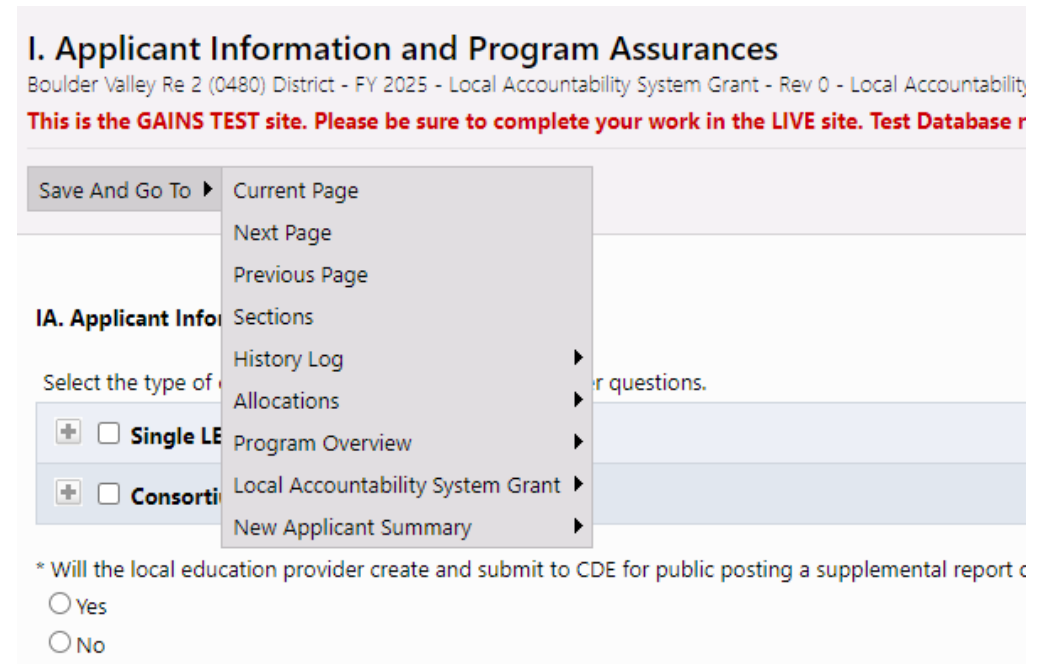 I. Applicant Information and Program Assurances
Boulder Valley Re 2 (0480) District - FY 2025 - Local Accountability System Grant - Rev 0 - Local Accountability
This is the GAINS TEST site. Please be sure to complete your work in the LIVE site. Test Database
Save And Go To
Current Page
Next Page
Previous Page
Sections
History Log
Allocations
Program Overview
Local Accountability System Grant
New Applicant Summary
IA. Applicant
Select the type of questions.
Single
* Will the local education provider create and submit to CDE for public posting a supplemental report
Yes
No